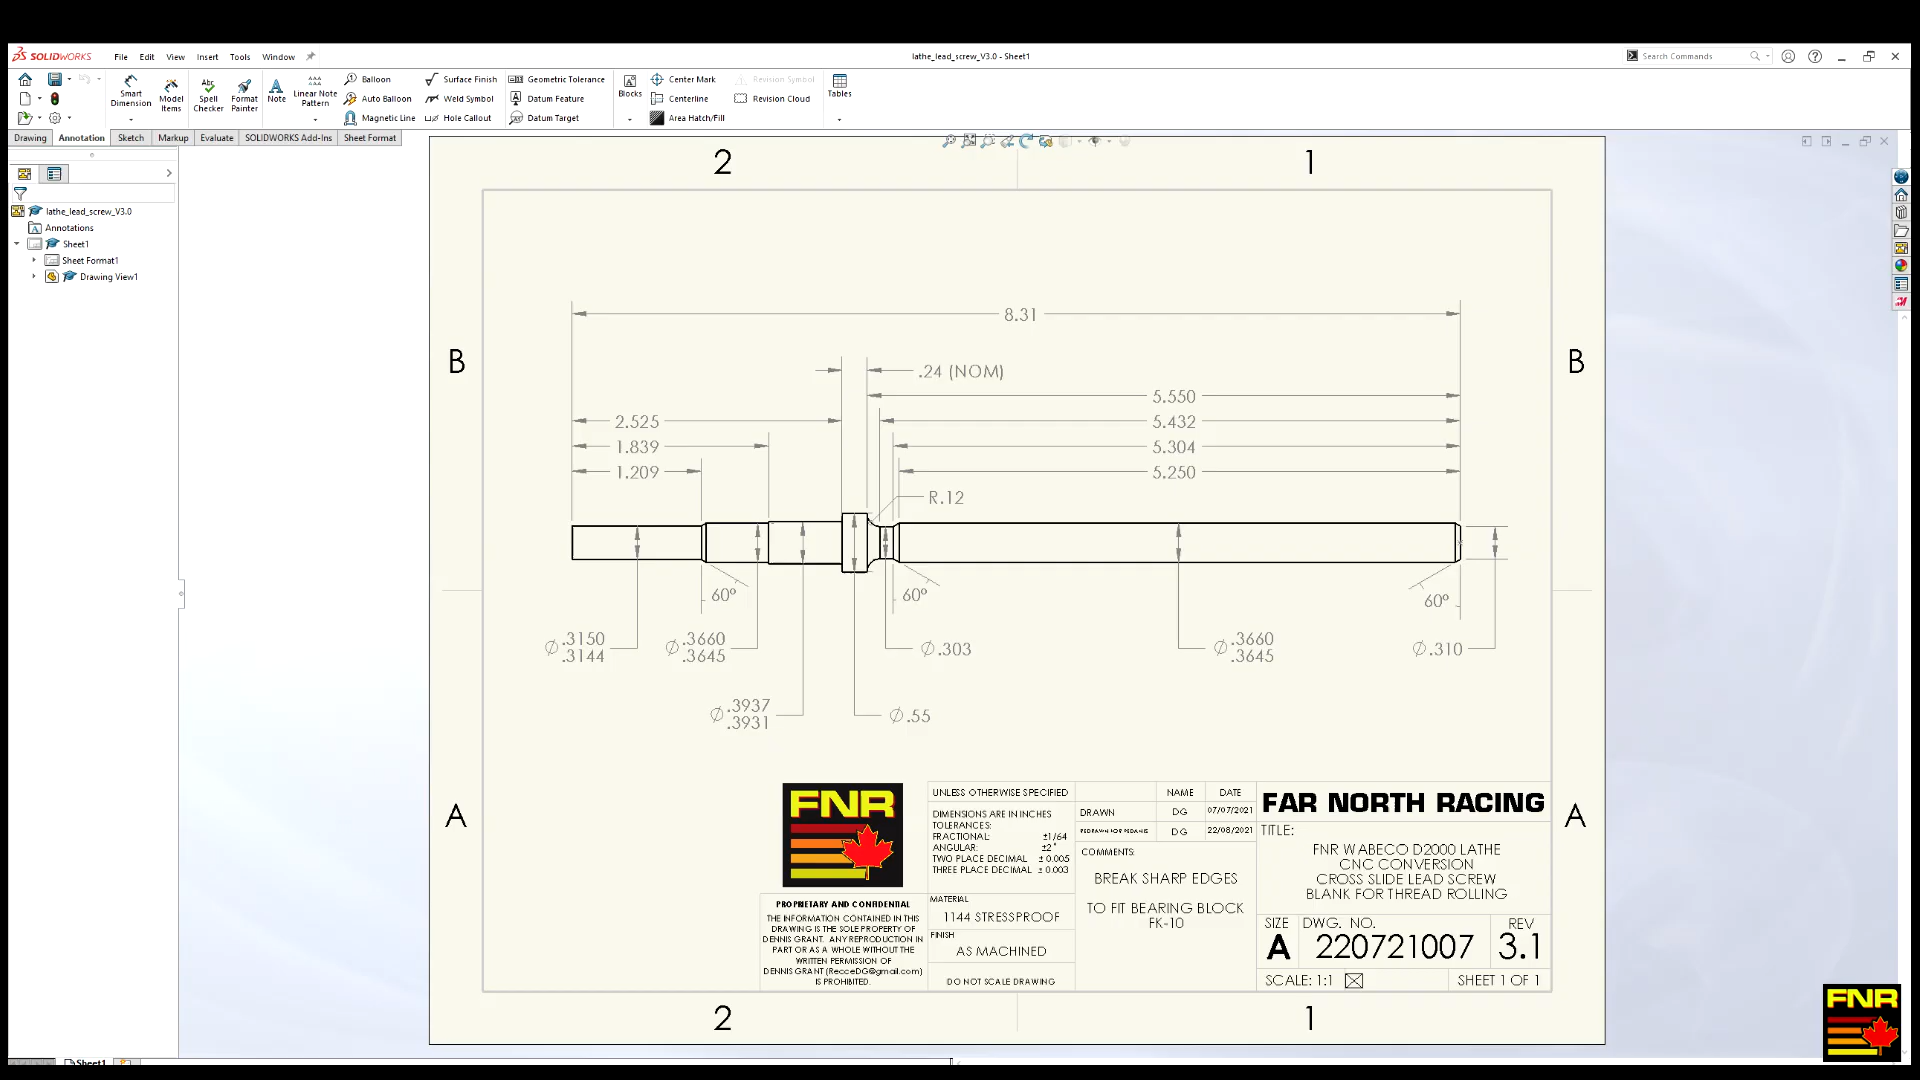 SOLIDWORKS File Edit View Insert Tools Window lathe_lead_screw_V3.0 - Sheet1 Search Commands
Smart Dimension
Model Items
Spell Checker
Format Painter
Note
Linear Note Pattern
Balloon
Auto Balloon
Magnetic Line
Surface Finish
Weld Symbol
Hole Callout
Geometric Tolerance
Datum Feature
Datum Target
Blocks
Center Mark
Centerline
Area Hatch/Fill
Revision Symbol
Revision Cloud
Tables
Drawing Annotation Sketch Markup Evaluate SOLIDWORKS Add-Ins Sheet Format
lathe_lead_screw_V3.0
Annotations
Sheet1
Sheet Format1
Drawing View1
2 1
8.31
B B
.24 (NOM)
5.550
2.525 5.432
1.839 5.304
1.209 5.250
R.12
60° 60° 60°
∅.3150
.3144
∅.3660
.3645
∅.303
∅.3660
.3645
∅.310
∅.3937
.3931
∅.55
A A
FNR
PROPRIETARY AND CONFIDENTIAL
THE INFORMATION CONTAINED IN THIS
DRAWING IS THE SOLE PROPERTY OF
DENNIS GRANT. ANY REPRODUCTION IN
PART OR AS A WHOLE WITHOUT THE
WRITTEN PERMISSION OF
DENNIS GRANT (RecceDG@gmail.com)
IS PROHIBITED.
UNLESS OTHERWISE SPECIFIED
DIMENSIONS ARE IN INCHES
TOLERANCES:
FRACTIONAL: ±1/64
ANGULAR: ±2°
TWO PLACE DECIMAL ± 0.005
THREE PLACE DECIMAL ± 0.003
MATERIAL
1144 STRESSPROOF
FINISH
AS MACHINED
DO NOT SCALE DRAWING
NAME DATE
DRAWN DG 07/07/2021
REDRAWN FOR PEDANTS DG 22/08/2021
COMMENTS:
BREAK SHARP EDGES
TO FIT BEARING BLOCK
FK-10
FAR NORTH RACING
TITLE:
FNR WABECO D2000 LATHE
CNC CONVERSION
CROSS SLIDE LEAD SCREW
BLANK FOR THREAD ROLLING
SIZE DWG. NO. REV
A 220721007 3.1
SCALE: 1:1 SHEET 1 OF 1
2 1
FNR
Sheet1